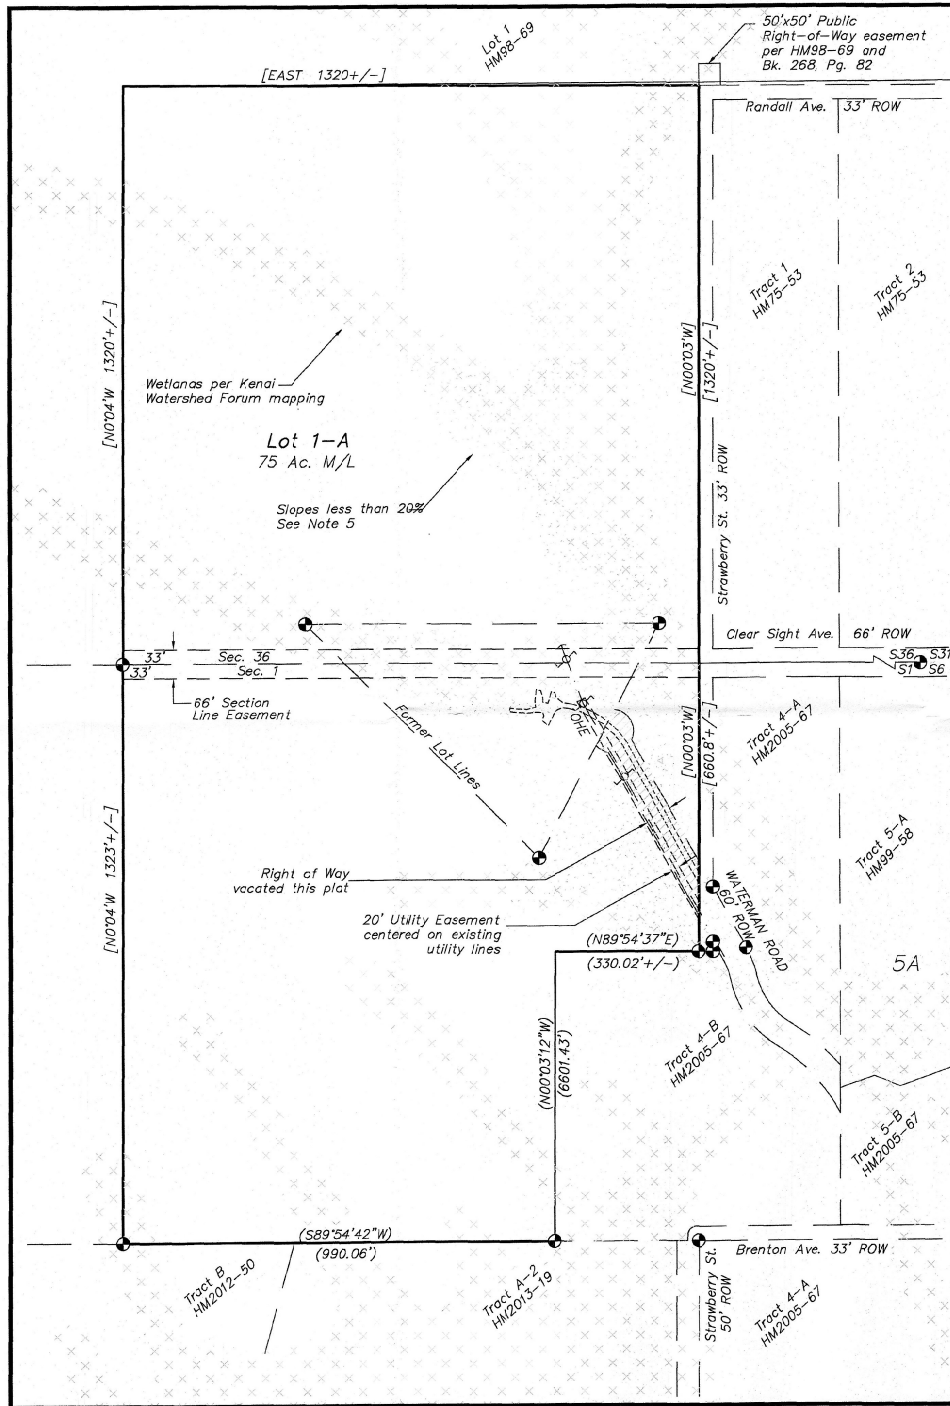 50'x50' Public
Right-of-Way easement
per HM98-69 and
Bk. 268, Pg. 82
Lot 1
HM98-69
[EAST 1320+/-]
Randall Ave. 33' ROW
Tract 1
HM75-53
Tract 2
HM75-53
[N0°04'W 1320'+/-]
[N00°03'W]
[1320'+/-]
Wetlanas per Kenai
Watershed Forum mapping
Lot 1-A
75 Ac. M/L
Slopes less than 20%
See Note 5
Strawberry St. 33' ROW
Clear Sight Ave. 66' ROW
33' Sec. 36
33' Sec. 1
S36 S31
S1 S6
66' Section
Line Easement
OHE
Former Lot Lines
[N00°03'W]
[660.8'+/-]
Tract 4-A
HM2005-67
Tract 5-A
HM99-58
[N0°04'W 1323'+/-]
Right of Way
vacated this plat
20' Utility Easement
centered on existing
utility lines
WATERMAN ROAD
60' ROW
(N89°54'37"E)
(330.02'+/-)
5A
(N00°03'12"W)
(6601.43')
Tract 4-B
HM2005-67
Tract 5-B
HM2005-67
(S89°54'42"W)
(990.06')
Brenton Ave. 33' ROW
Tract B
HM2012-50
Tract A-2
HM2013-19
Strawberry St.
50' ROW
Tract 4-A
HM2005-67